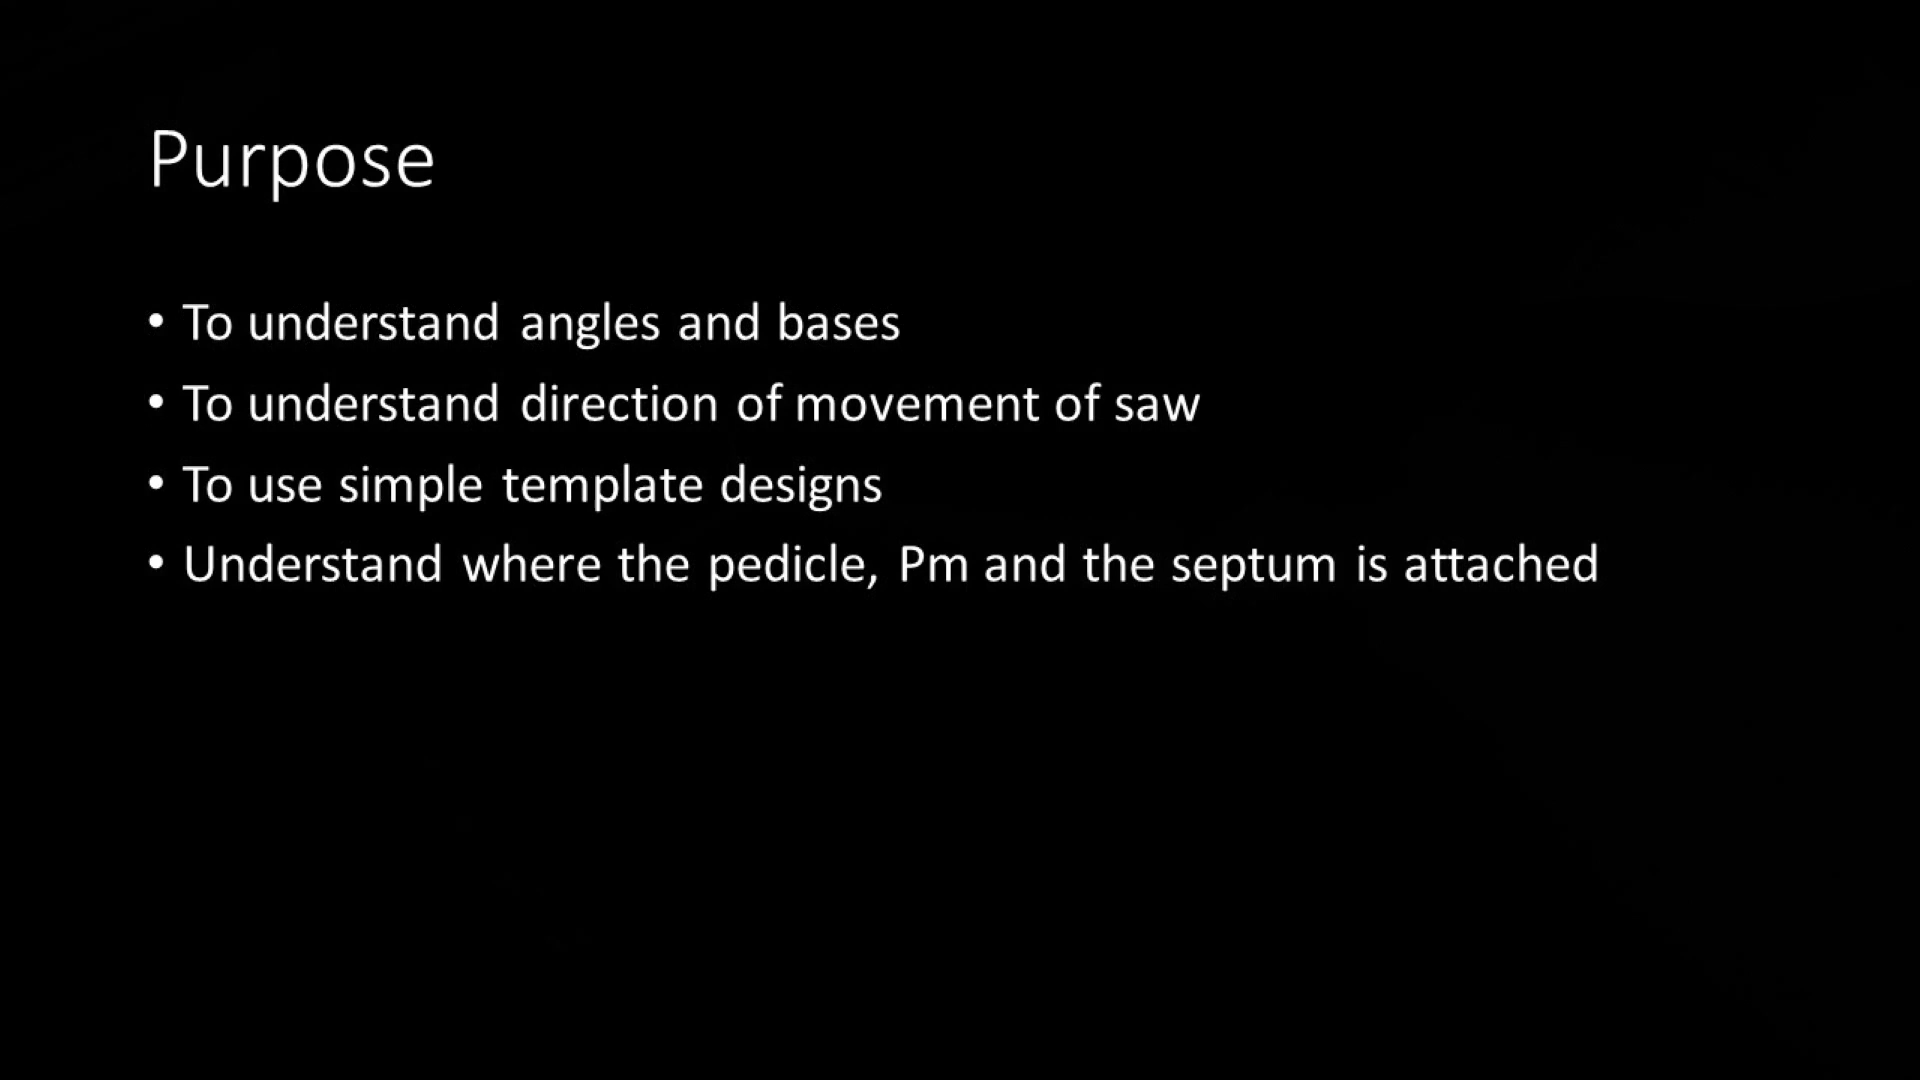 Purpose
• To understand angles and bases
• To understand direction of movement of saw
• To use simple template designs
• Understand where the pedicle, Pm and the septum is attached